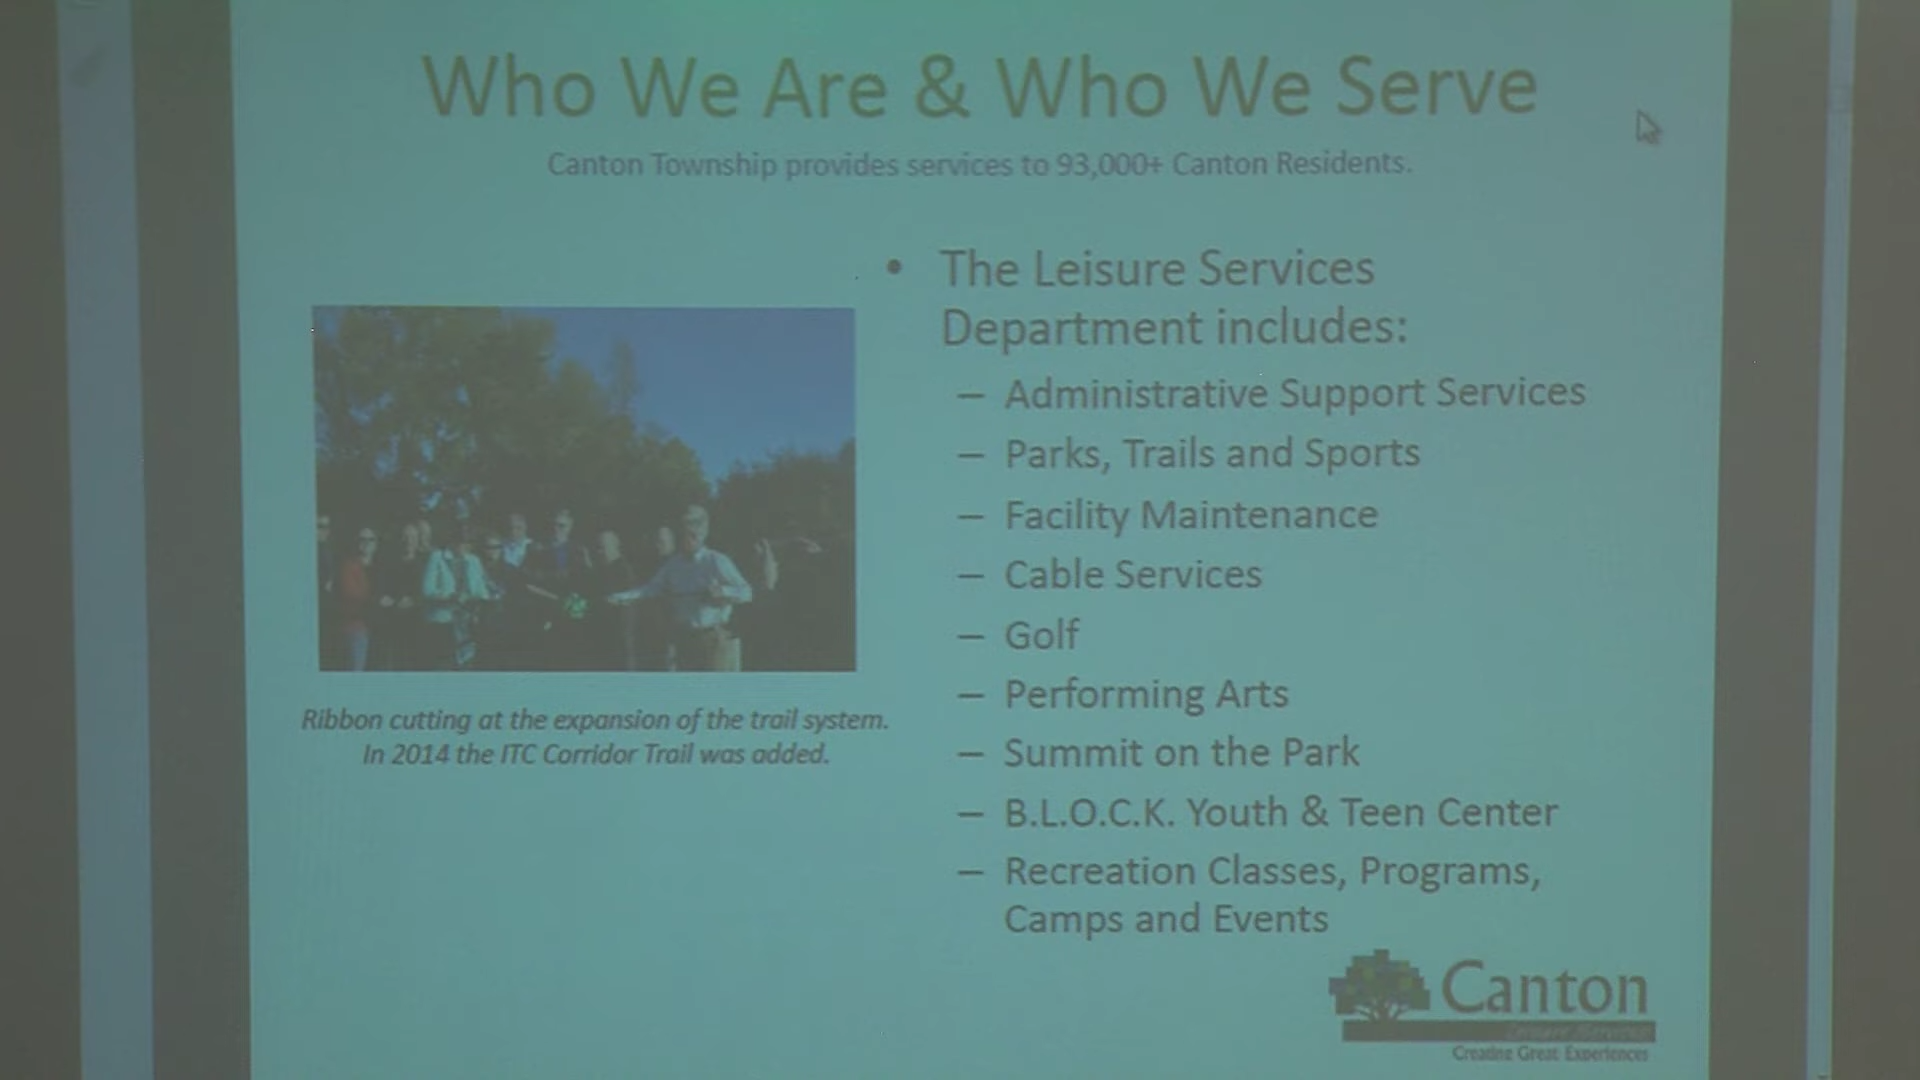 Who We Are & Who We Serve
Canton Township provides services to 93,000+ Canton Residents.
• The Leisure Services
Department includes:
– Administrative Support Services
– Parks, Trails and Sports
– Facility Maintenance
– Cable Services
– Golf
– Performing Arts
– Summit on the Park
– B.L.O.C.K. Youth & Teen Center
– Recreation Classes, Programs,
Camps and Events
Ribbon cutting at the expansion of the trail system.
In 2014 the ITC Corridor Trail was added.
Canton
Leisure Services
Creating Great Experiences